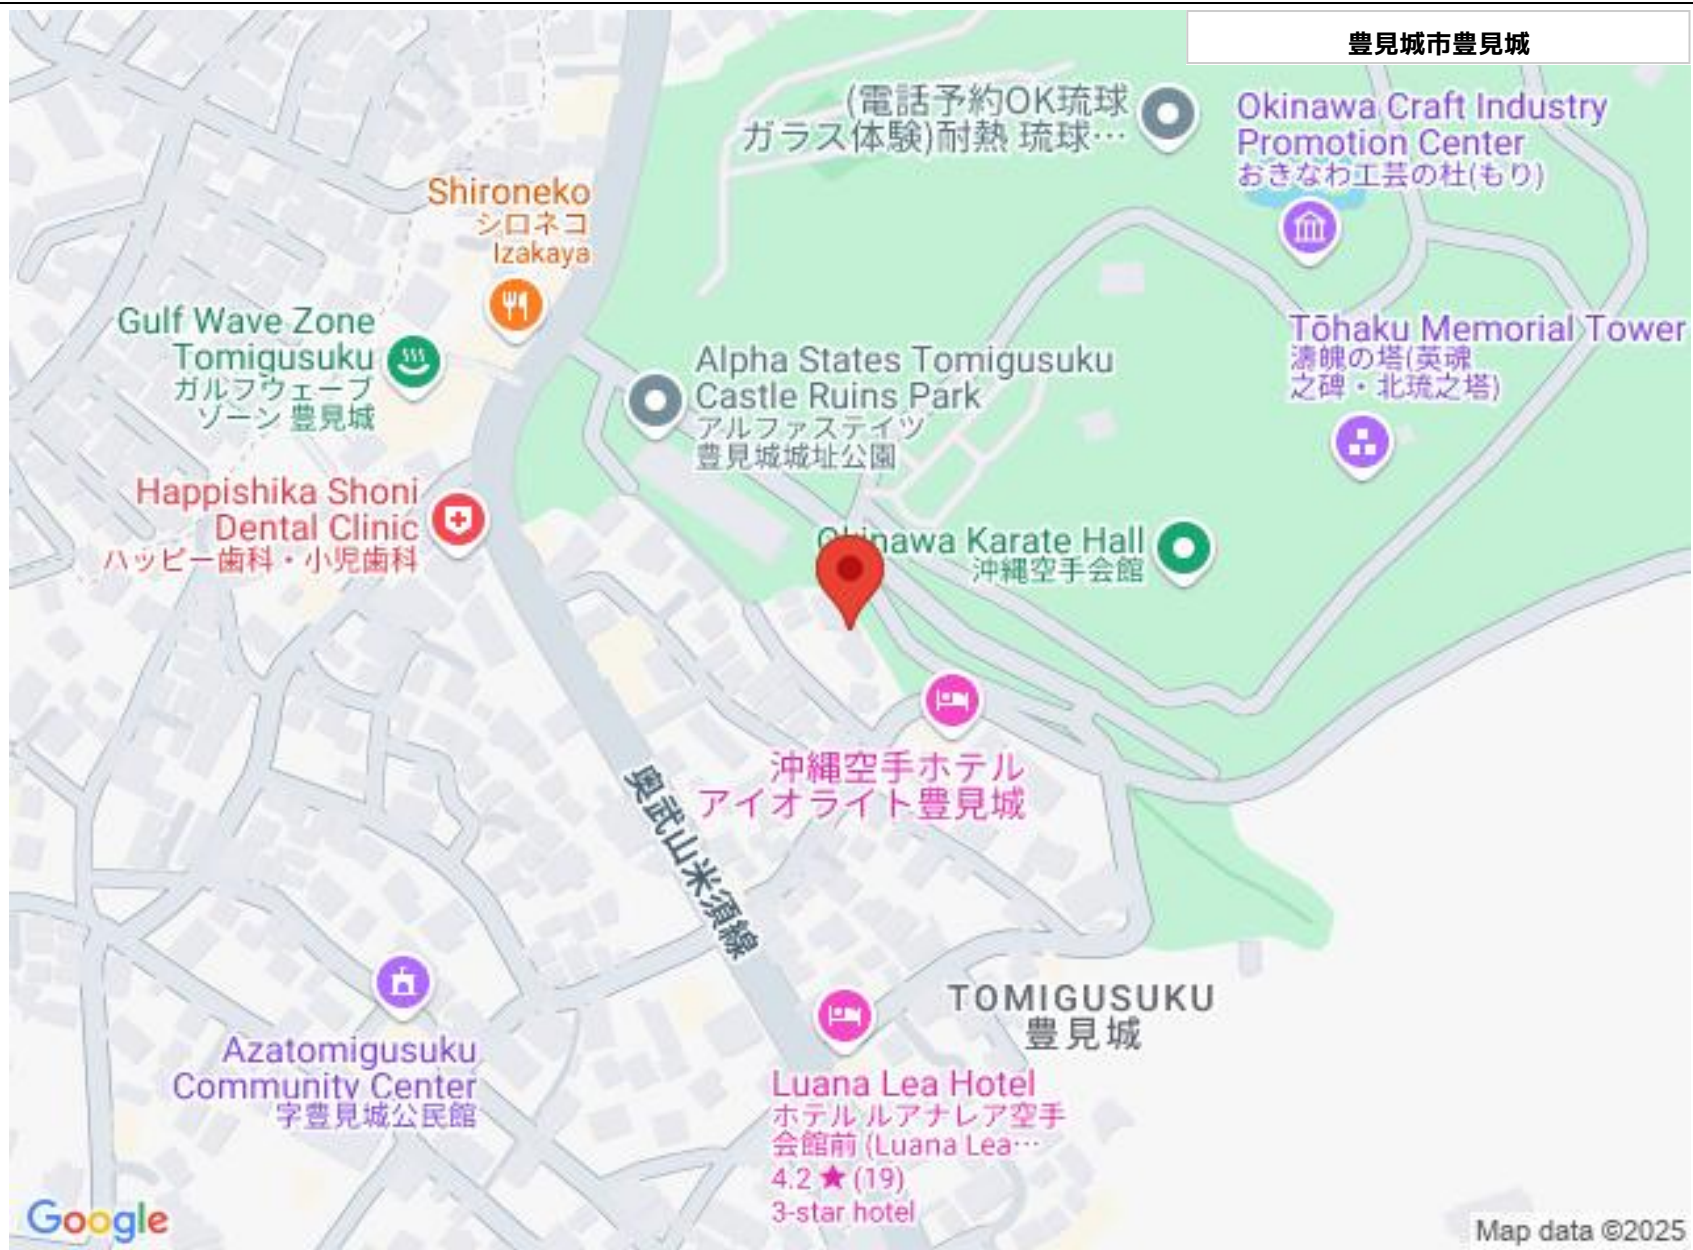 豊見城市豊見城
(電話予約OK琉球
ガラス体験)耐熱 琉球…
Okinawa Craft Industry
Promotion Center
おきなわ工芸の杜(もり)
Shironeko
シロネコ
Izakaya
Gulf Wave Zone
Tomigusuku
ガルフウェーブ
ゾーン 豊見城
Alpha States Tomigusuku
Castle Ruins Park
アルファステイツ
豊見城城址公園
Tōhaku Memorial Tower
濤魄の塔(英魂
之碑・北琉之塔)
Happishika Shoni
Dental Clinic
ハッピー歯科・小児歯科
Okinawa Karate Hall
沖縄空手会館
沖縄空手ホテル
アイオライト豊見城
奥武山米須線
Azatomigusuku
Community Center
字豊見城公民館
TOMIGUSUKU
豊見城
Luana Lea Hotel
ホテル ルアナレア空手
会館前 (Luana Lea…
4.2 ★ (19)
3-star hotel
Google
Map data ©2025